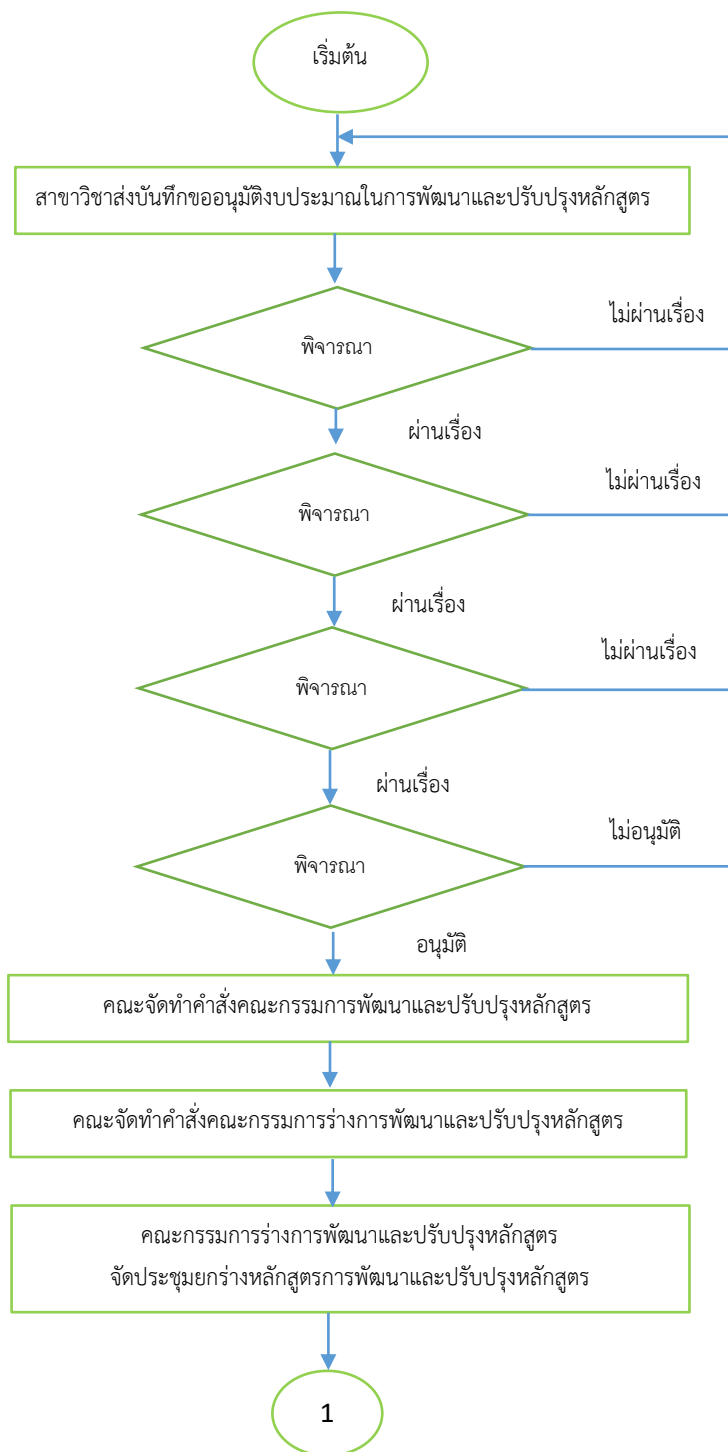 เริ่มต้น
สาขาวิชาส่งบันทึกขออนุมัติงบประมาณในการพัฒนาและปรับปรุงหลักสูตร
ไม่ผ่านเรื่อง
พิจารณา
ผ่านเรื่อง
ไม่ผ่านเรื่อง
พิจารณา
ผ่านเรื่อง
ไม่ผ่านเรื่อง
พิจารณา
ผ่านเรื่อง
ไม่อนุมัติ
พิจารณา
อนุมัติ
คณะจัดทำคำสั่งคณะกรรมการพัฒนาและปรับปรุงหลักสูตร
คณะจัดทำคำสั่งคณะกรรมการร่างการพัฒนาและปรับปรุงหลักสูตร
คณะกรรมการร่างการพัฒนาและปรับปรุงหลักสูตร
จัดประชุมยกร่างหลักสูตรการพัฒนาและปรับปรุงหลักสูตร
1